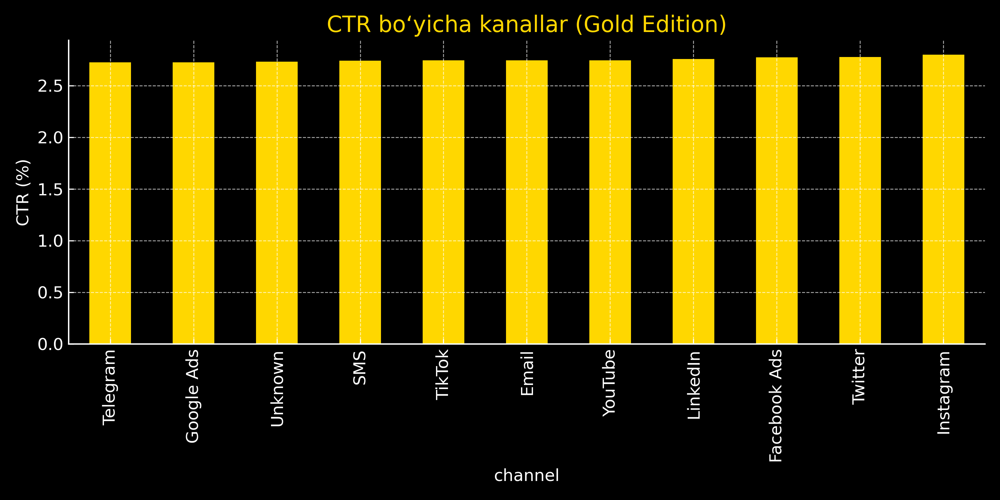 CTR bo‘yicha kanallar (Gold Edition)
CTR (%)
2.5
2.0
1.5
1.0
0.5
0.0
Telegram
Google Ads
Unknown
SMS
TikTok
Email
YouTube
LinkedIn
Facebook Ads
Twitter
Instagram
channel